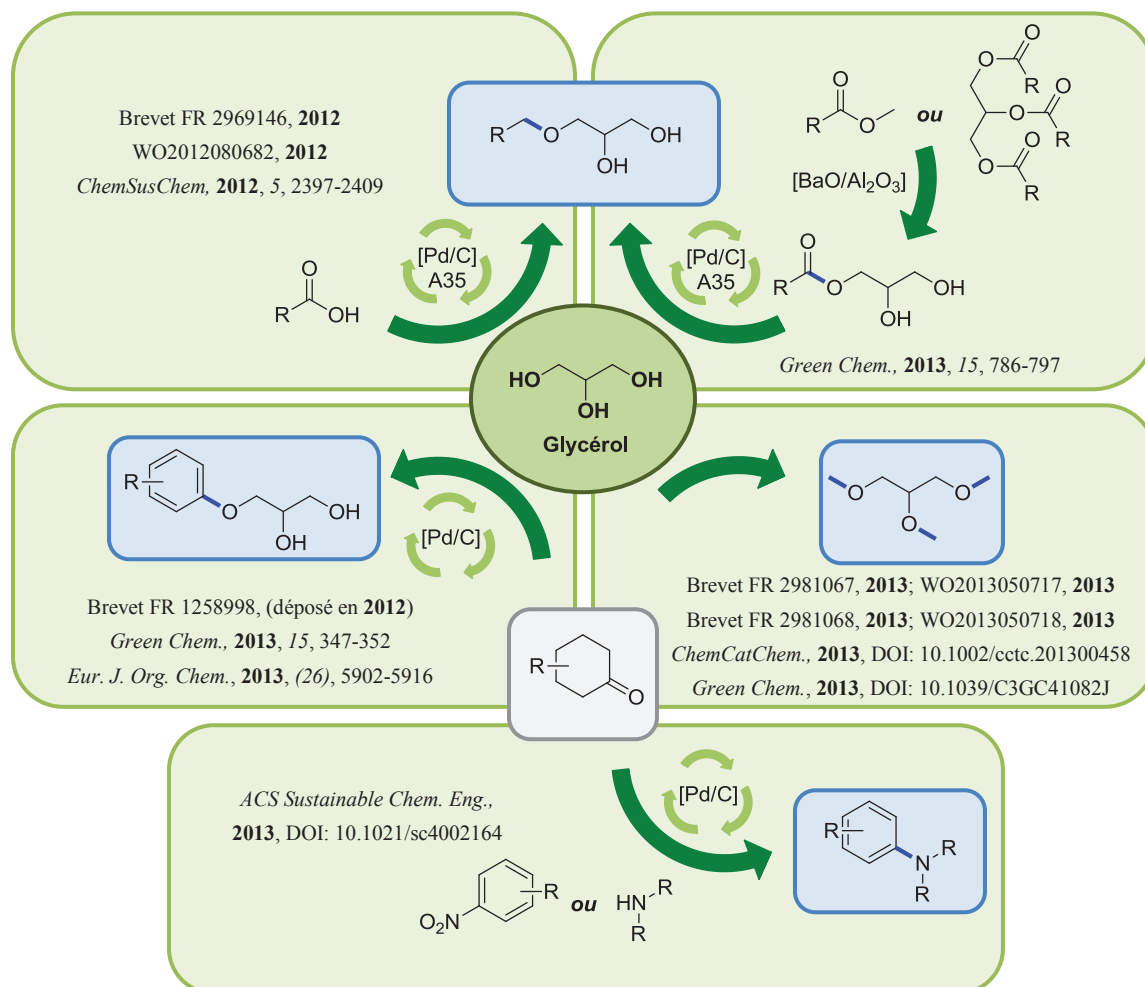 Brevet FR 2969146, 2012
WO2012080682, 2012
ChemSusChem, 2012, 5, 2397-2409
R
O
OH
OH
R
O
OH
[Pd/C]
A35
O
R
O
ou
O
O
R
O
O
R
O
O
R
[BaO/Al₂O₃]
[Pd/C]
A35
O
R
O
OH
OH
Green Chem., 2013, 15, 786-797
HO
OH
OH
Glycérol
R
O
OH
OH
[Pd/C]
Brevet FR 1258998, (déposé en 2012)
Green Chem., 2013, 15, 347-352
Eur. J. Org. Chem., 2013, (26), 5902-5916
O
O
O
Brevet FR 2981067, 2013; WO2013050717, 2013
Brevet FR 2981068, 2013; WO2013050718, 2013
ChemCatChem., 2013, DOI: 10.1002/cctc.201300458
Green Chem., 2013, DOI: 10.1039/C3GC41082J
R
O
ACS Sustainable Chem. Eng.,
2013, DOI: 10.1021/sc4002164
[Pd/C]
O₂N
R
ou
HN
R
R
R
N
R
R